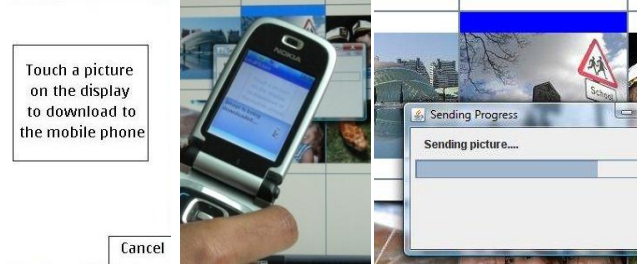 Touch a picture
on the display
to download to
the mobile phone
Cancel
NOKIA
School
Sending Progress
Sending picture....